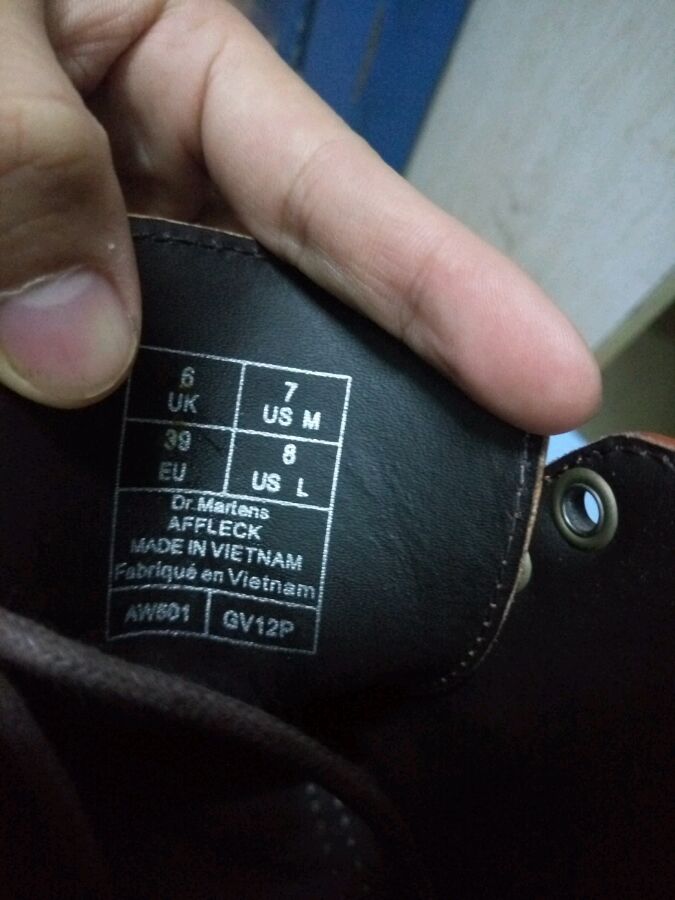 6 7
UK US M
39 8
EU US L
Dr.Martens
AFFLECK
MADE IN VIETNAM
Fabriqué en Vietnam
AW501 GV12P